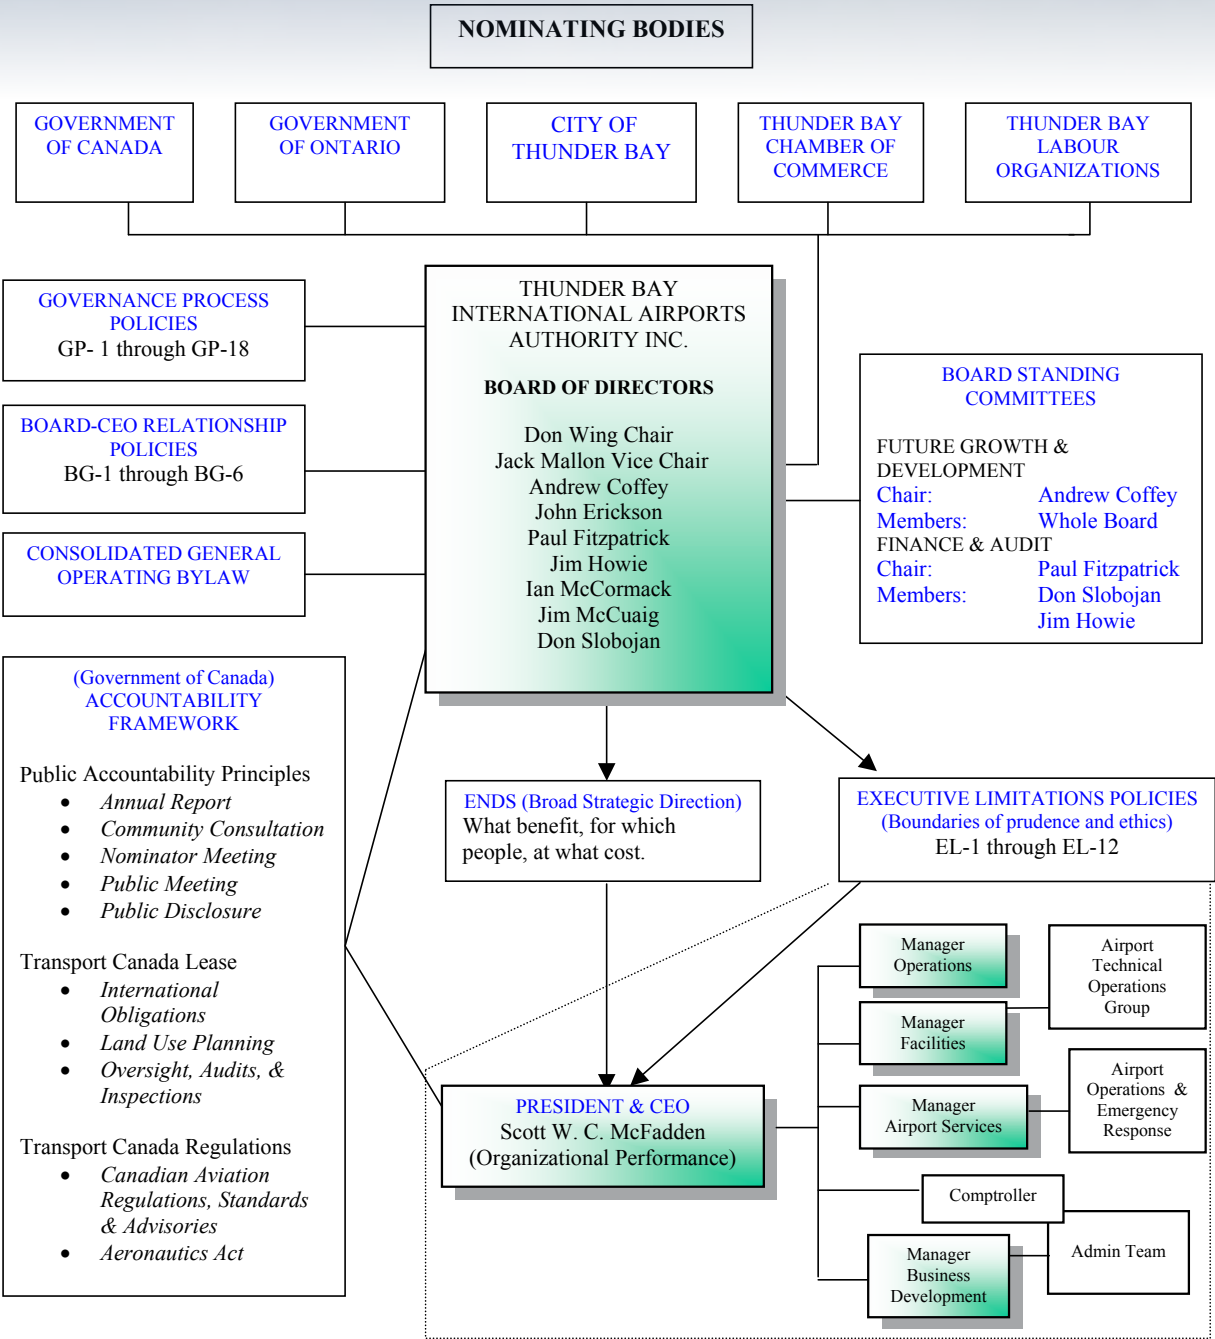 NOMINATING BODIES
GOVERNMENT
OF CANADA
GOVERNMENT
OF ONTARIO
CITY OF
THUNDER BAY
THUNDER BAY
CHAMBER OF
COMMERCE
THUNDER BAY
LABOUR
ORGANIZATIONS
GOVERNANCE PROCESS
POLICIES
GP- 1 through GP-18
BOARD-CEO RELATIONSHIP
POLICIES
BG-1 through BG-6
CONSOLIDATED GENERAL
OPERATING BYLAW
THUNDER BAY
INTERNATIONAL AIRPORTS
AUTHORITY INC.
BOARD OF DIRECTORS
Don Wing Chair
Jack Mallon Vice Chair
Andrew Coffey
John Erickson
Paul Fitzpatrick
Jim Howie
Ian McCormack
Jim McCuaig
Don Slobojan
BOARD STANDING
COMMITTEES
FUTURE GROWTH &
DEVELOPMENT
Chair: Andrew Coffey
Members: Whole Board
FINANCE & AUDIT
Chair: Paul Fitzpatrick
Members: Don Slobojan
Jim Howie
(Government of Canada)
ACCOUNTABILITY
FRAMEWORK
Public Accountability Principles
• Annual Report
• Community Consultation
• Nominator Meeting
• Public Meeting
• Public Disclosure
Transport Canada Lease
• International
Obligations
• Land Use Planning
• Oversight, Audits, &
Inspections
Transport Canada Regulations
• Canadian Aviation
Regulations, Standards
& Advisories
• Aeronautics Act
ENDS (Broad Strategic Direction)
What benefit, for which
people, at what cost.
EXECUTIVE LIMITATIONS POLICIES
(Boundaries of prudence and ethics)
EL-1 through EL-12
PRESIDENT & CEO
Scott W. C. McFadden
(Organizational Performance)
Manager
Operations
Manager
Facilities
Manager
Airport Services
Comptroller
Manager
Business
Development
Airport
Technical
Operations
Group
Airport
Operations &
Emergency
Response
Admin Team